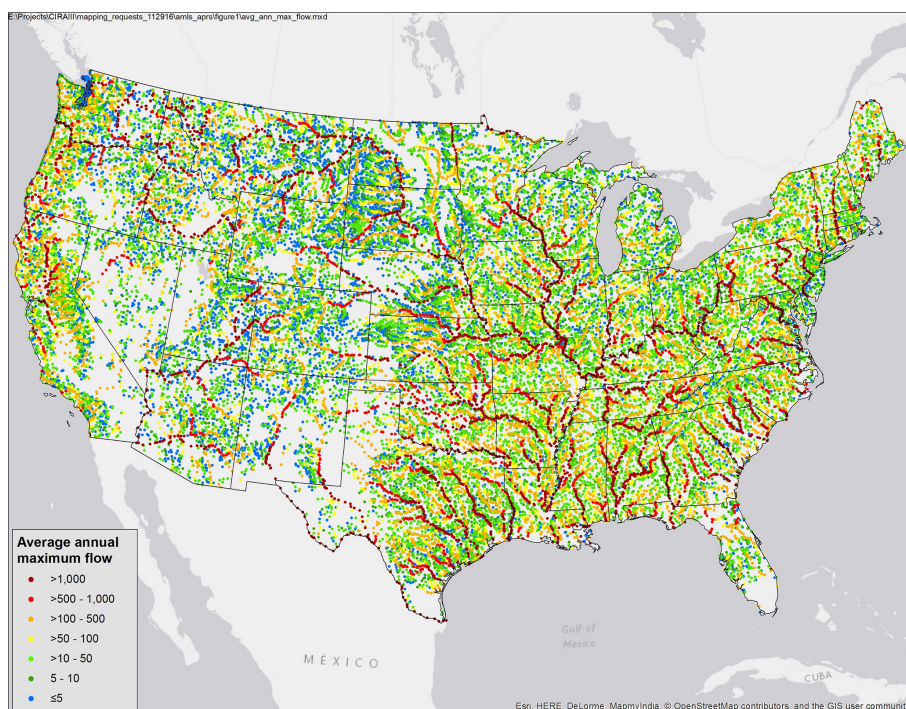 E:\Projects\CIRAIII\mapping_requests_112916\amls_aprs\figure1\avg_ann_max_flow.mxd
Average annual
maximum flow
>1,000
>500 - 1,000
>100 - 500
>50 - 100
>10 - 50
5 - 10
≤5
MÉXICO
Gulf of
Mexico
CUBA
Esri, HERE, DeLorme, MapmyIndia, © OpenStreetMap contributors, and the GIS user communit